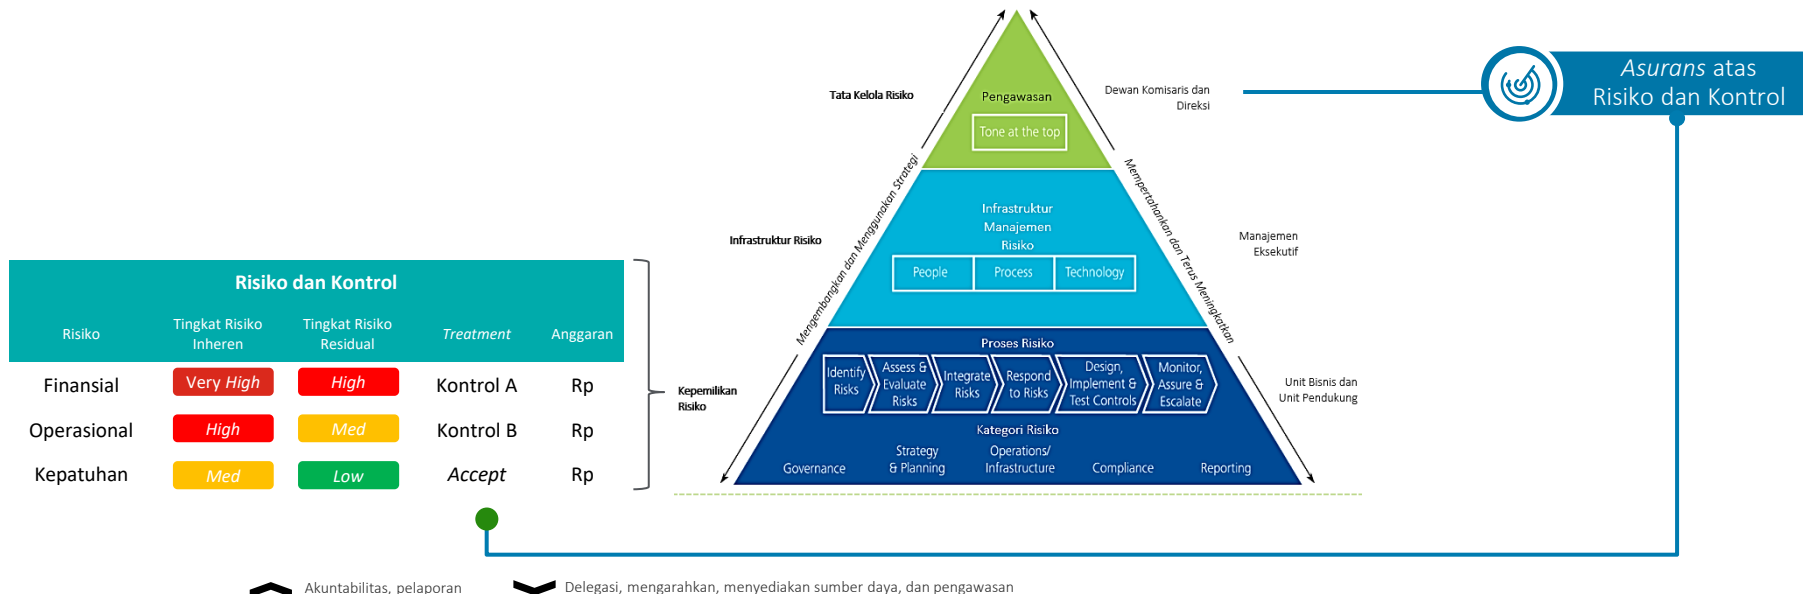 Asurans atas
Risiko dan Kontrol
Tata Kelola Risiko
Pengawasan
Tone at the top
Dewan Komisaris dan
Direksi
Mengembangkan dan Menggunakan Strategi
Mempertahankan dan Terus Meningkatkan
Infrastruktur Risiko
Infrastruktur
Manajemen
Risiko
People
Process
Technology
Manajemen
Eksekutif
Risiko dan Kontrol
Risiko
Tingkat Risiko
Inheren
Tingkat Risiko
Residual
Treatment
Anggaran
Finansial
Very High
High
Kontrol A
Rp
Operasional
High
Med
Kontrol B
Rp
Kepatuhan
Med
Low
Accept
Rp
Kepemilikan
Risiko
Proses Risiko
Identify
Risks
Assess &
Evaluate
Risks
Integrate
Risks
Respond
to Risks
Design,
Implement &
Test Controls
Monitor,
Assure &
Escalate
Kategori Risiko
Governance
Strategy
& Planning
Operations/
Infrastructure
Compliance
Reporting
Unit Bisnis dan
Unit Pendukung
Akuntabilitas, pelaporan
Delegasi, mengarahkan, menyediakan sumber daya, dan pengawasan